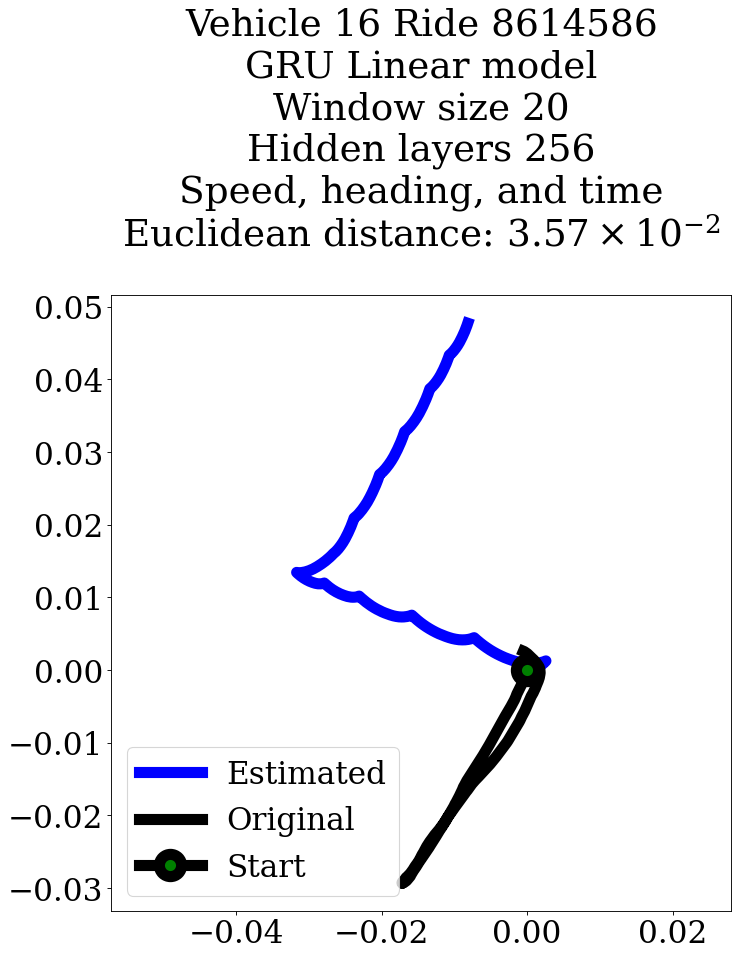 Vehicle 16 Ride 8614586
GRU Linear model
Window size 20
Hidden layers 256
Speed, heading, and time
Euclidean distance: 3.57 × 10⁻²
0.05
0.04
0.03
0.02
0.01
0.00
−0.01
−0.02
−0.03
Estimated
Original
Start
−0.04 −0.02 0.00 0.02